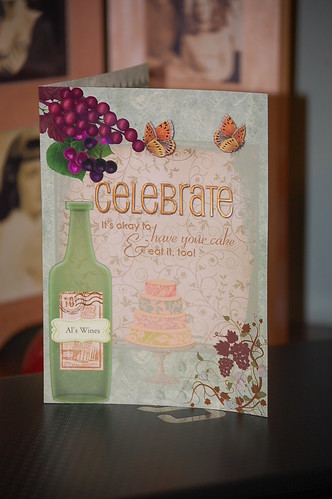 CELEBRATE
It's okay to
have your cake
& eat it, too!
Al's Wines